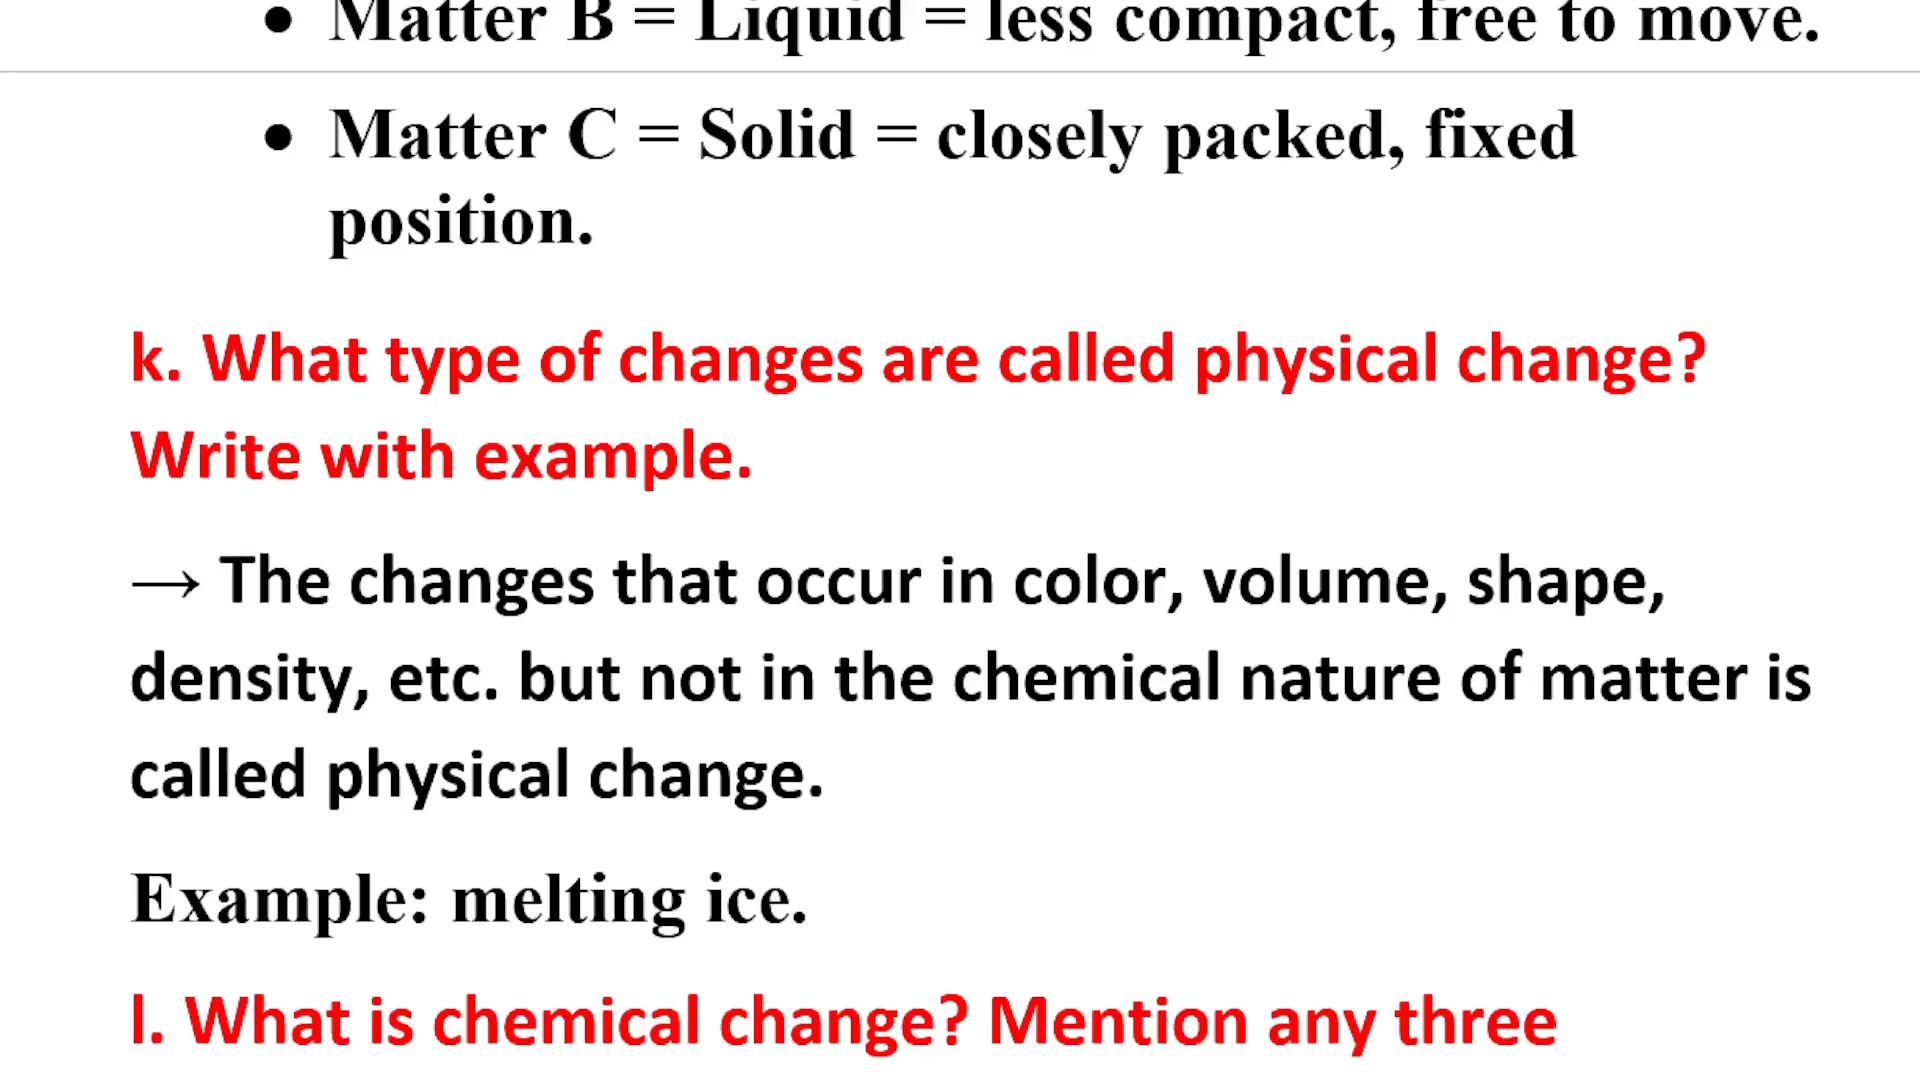 • Matter B = Liquid = less compact, free to move.
• Matter C = Solid = closely packed, fixed
position.
k. What type of changes are called physical change?
Write with example.
→ The changes that occur in color, volume, shape,
density, etc. but not in the chemical nature of matter is
called physical change.
Example: melting ice.
l. What is chemical change? Mention any three